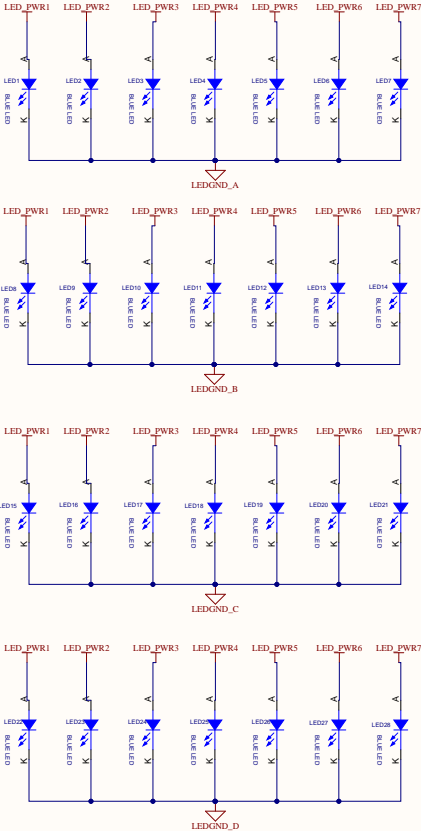 LED_PWR1 LED_PWR2 LED_PWR3 LED_PWR4 LED_PWR5 LED_PWR6 LED_PWR7
A A A A A A A
LED1 LED2 LED3 LED4 LED5 LED6 LED7
BLUE LED BLUE LED BLUE LED BLUE LED BLUE LED BLUE LED BLUE LED
K K K K K K K
LEDGND_A
LED_PWR1 LED_PWR2 LED_PWR3 LED_PWR4 LED_PWR5 LED_PWR6 LED_PWR7
A A A A A A A
LED8 LED9 LED10 LED11 LED12 LED13 LED14
BLUE LED BLUE LED BLUE LED BLUE LED BLUE LED BLUE LED BLUE LED
K K K K K K K
LEDGND_B
LED_PWR1 LED_PWR2 LED_PWR3 LED_PWR4 LED_PWR5 LED_PWR6 LED_PWR7
A A A A A A A
LED15 LED16 LED17 LED18 LED19 LED20 LED21
BLUE LED BLUE LED BLUE LED BLUE LED BLUE LED BLUE LED BLUE LED
K K K K K K K
LEDGND_C
LED_PWR1 LED_PWR2 LED_PWR3 LED_PWR4 LED_PWR5 LED_PWR6 LED_PWR7
A A A A A A A
LED22 LED23 LED24 LED25 LED26 LED27 LED28
BLUE LED BLUE LED BLUE LED BLUE LED BLUE LED BLUE LED BLUE LED
K K K K K K K
LEDGND_D